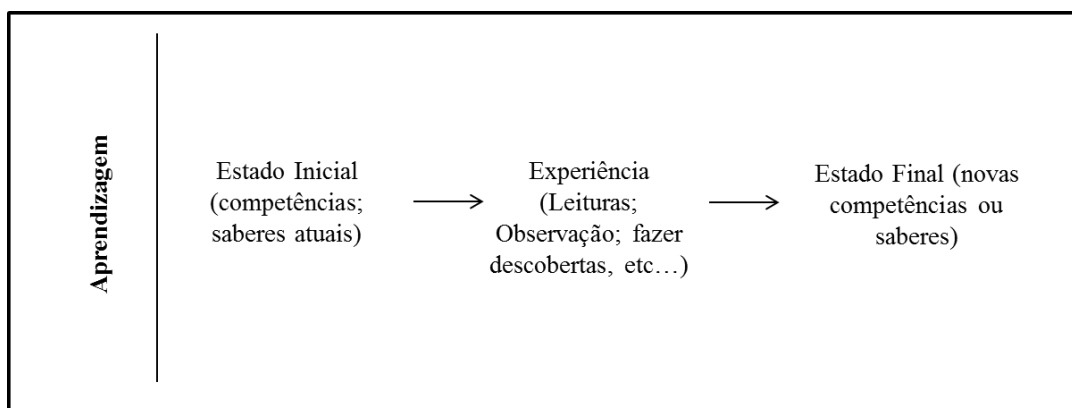 Aprendizagem
Estado Inicial
(competências;
saberes atuais)
Experiência
(Leituras;
Observação; fazer
descobertas, etc…)
Estado Final (novas
competências ou
saberes)